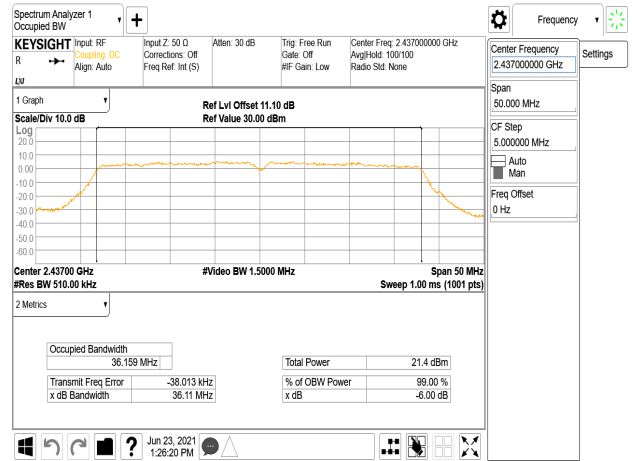 Spectrum Analyzer 1
Occupied BW
Frequency
KEYSIGHT
R
LXI
Input: RF
Coupling: DC
Align: Auto
Input Z: 50 Ω
Corrections: Off
Freq Ref: Int (S)
Atten: 30 dB
Trig: Free Run
Gate: Off
#IF Gain: Low
Center Freq: 2.437000000 GHz
Avg|Hold: 100/100
Radio Std: None
Center Frequency
2.437000000 GHz
Settings
Span
50.000 MHz
CF Step
5.000000 MHz
Auto
Man
Freq Offset
0 Hz
1 Graph
Ref Lvl Offset 11.10 dB
Scale/Div 10.0 dB
Ref Value 30.00 dBm
Log
20.0
10.0
0.00
-10.0
-20.0
-30.0
-40.0
-50.0
-60.0
Center 2.43700 GHz
#Video BW 1.5000 MHz
Span 50 MHz
#Res BW 510.00 kHz
Sweep 1.00 ms (1001 pts)
2 Metrics
Occupied Bandwidth
36.159 MHz
Total Power
21.4 dBm
Transmit Freq Error
-38.013 kHz
% of OBW Power
99.00 %
x dB Bandwidth
36.11 MHz
x dB
-6.00 dB
Jun 23, 2021
1:26:20 PM